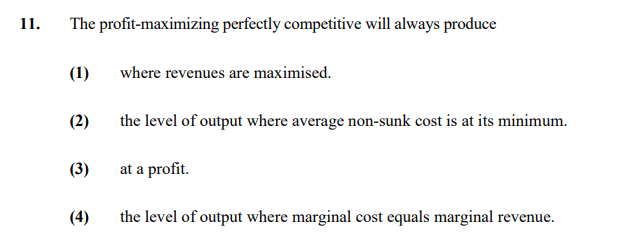 11. The profit-maximizing perfectly competitive will always produce
(1) where revenues are maximised.
(2) the level of output where average non-sunk cost is at its minimum.
(3) at a profit.
(4) the level of output where marginal cost equals marginal revenue.